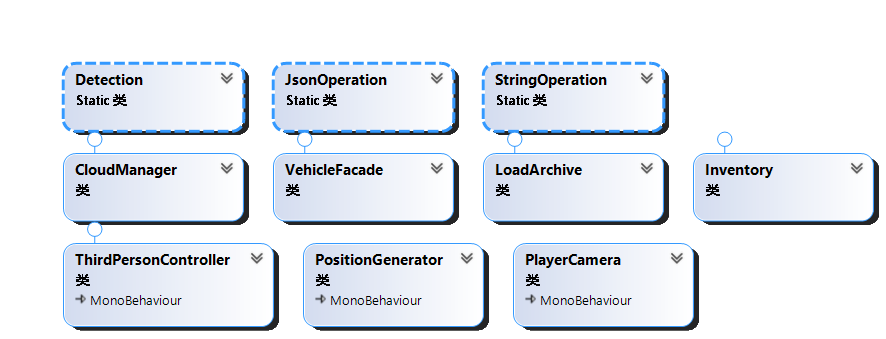 Detection
Static 类
JsonOperation
Static 类
StringOperation
Static 类
CloudManager
类
VehicleFacade
类
LoadArchive
类
Inventory
类
ThirdPersonController
类
MonoBehaviour
PositionGenerator
类
MonoBehaviour
PlayerCamera
类
MonoBehaviour